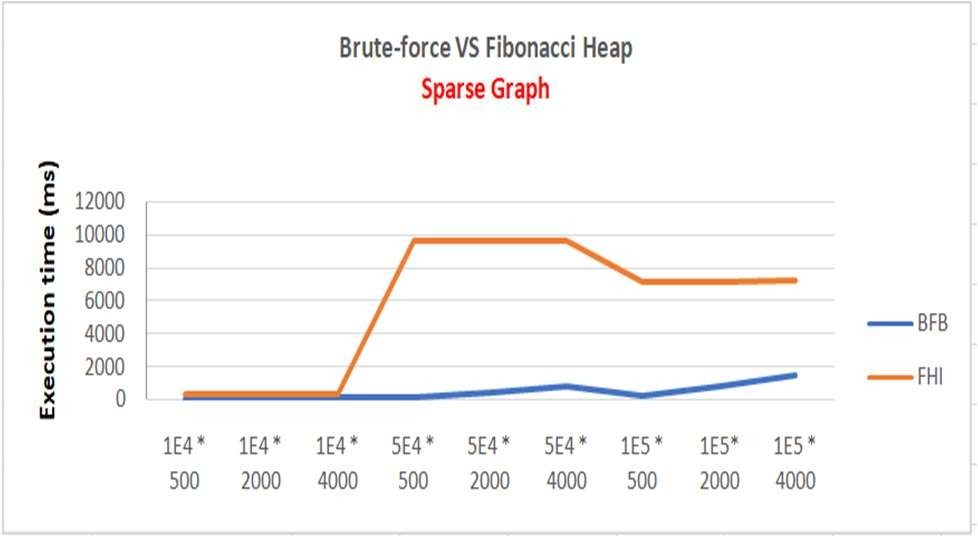 Brute-force VS Fibonacci Heap
Sparse Graph
Execution time (ms)
12000
10000
8000
6000
4000
2000
0
1E4 * 1E4 * 1E4 * 5E4 * 5E4 * 5E4 * 1E5 * 1E5* 1E5 *
500 2000 4000 500 2000 4000 500 2000 4000
BFB
FHI